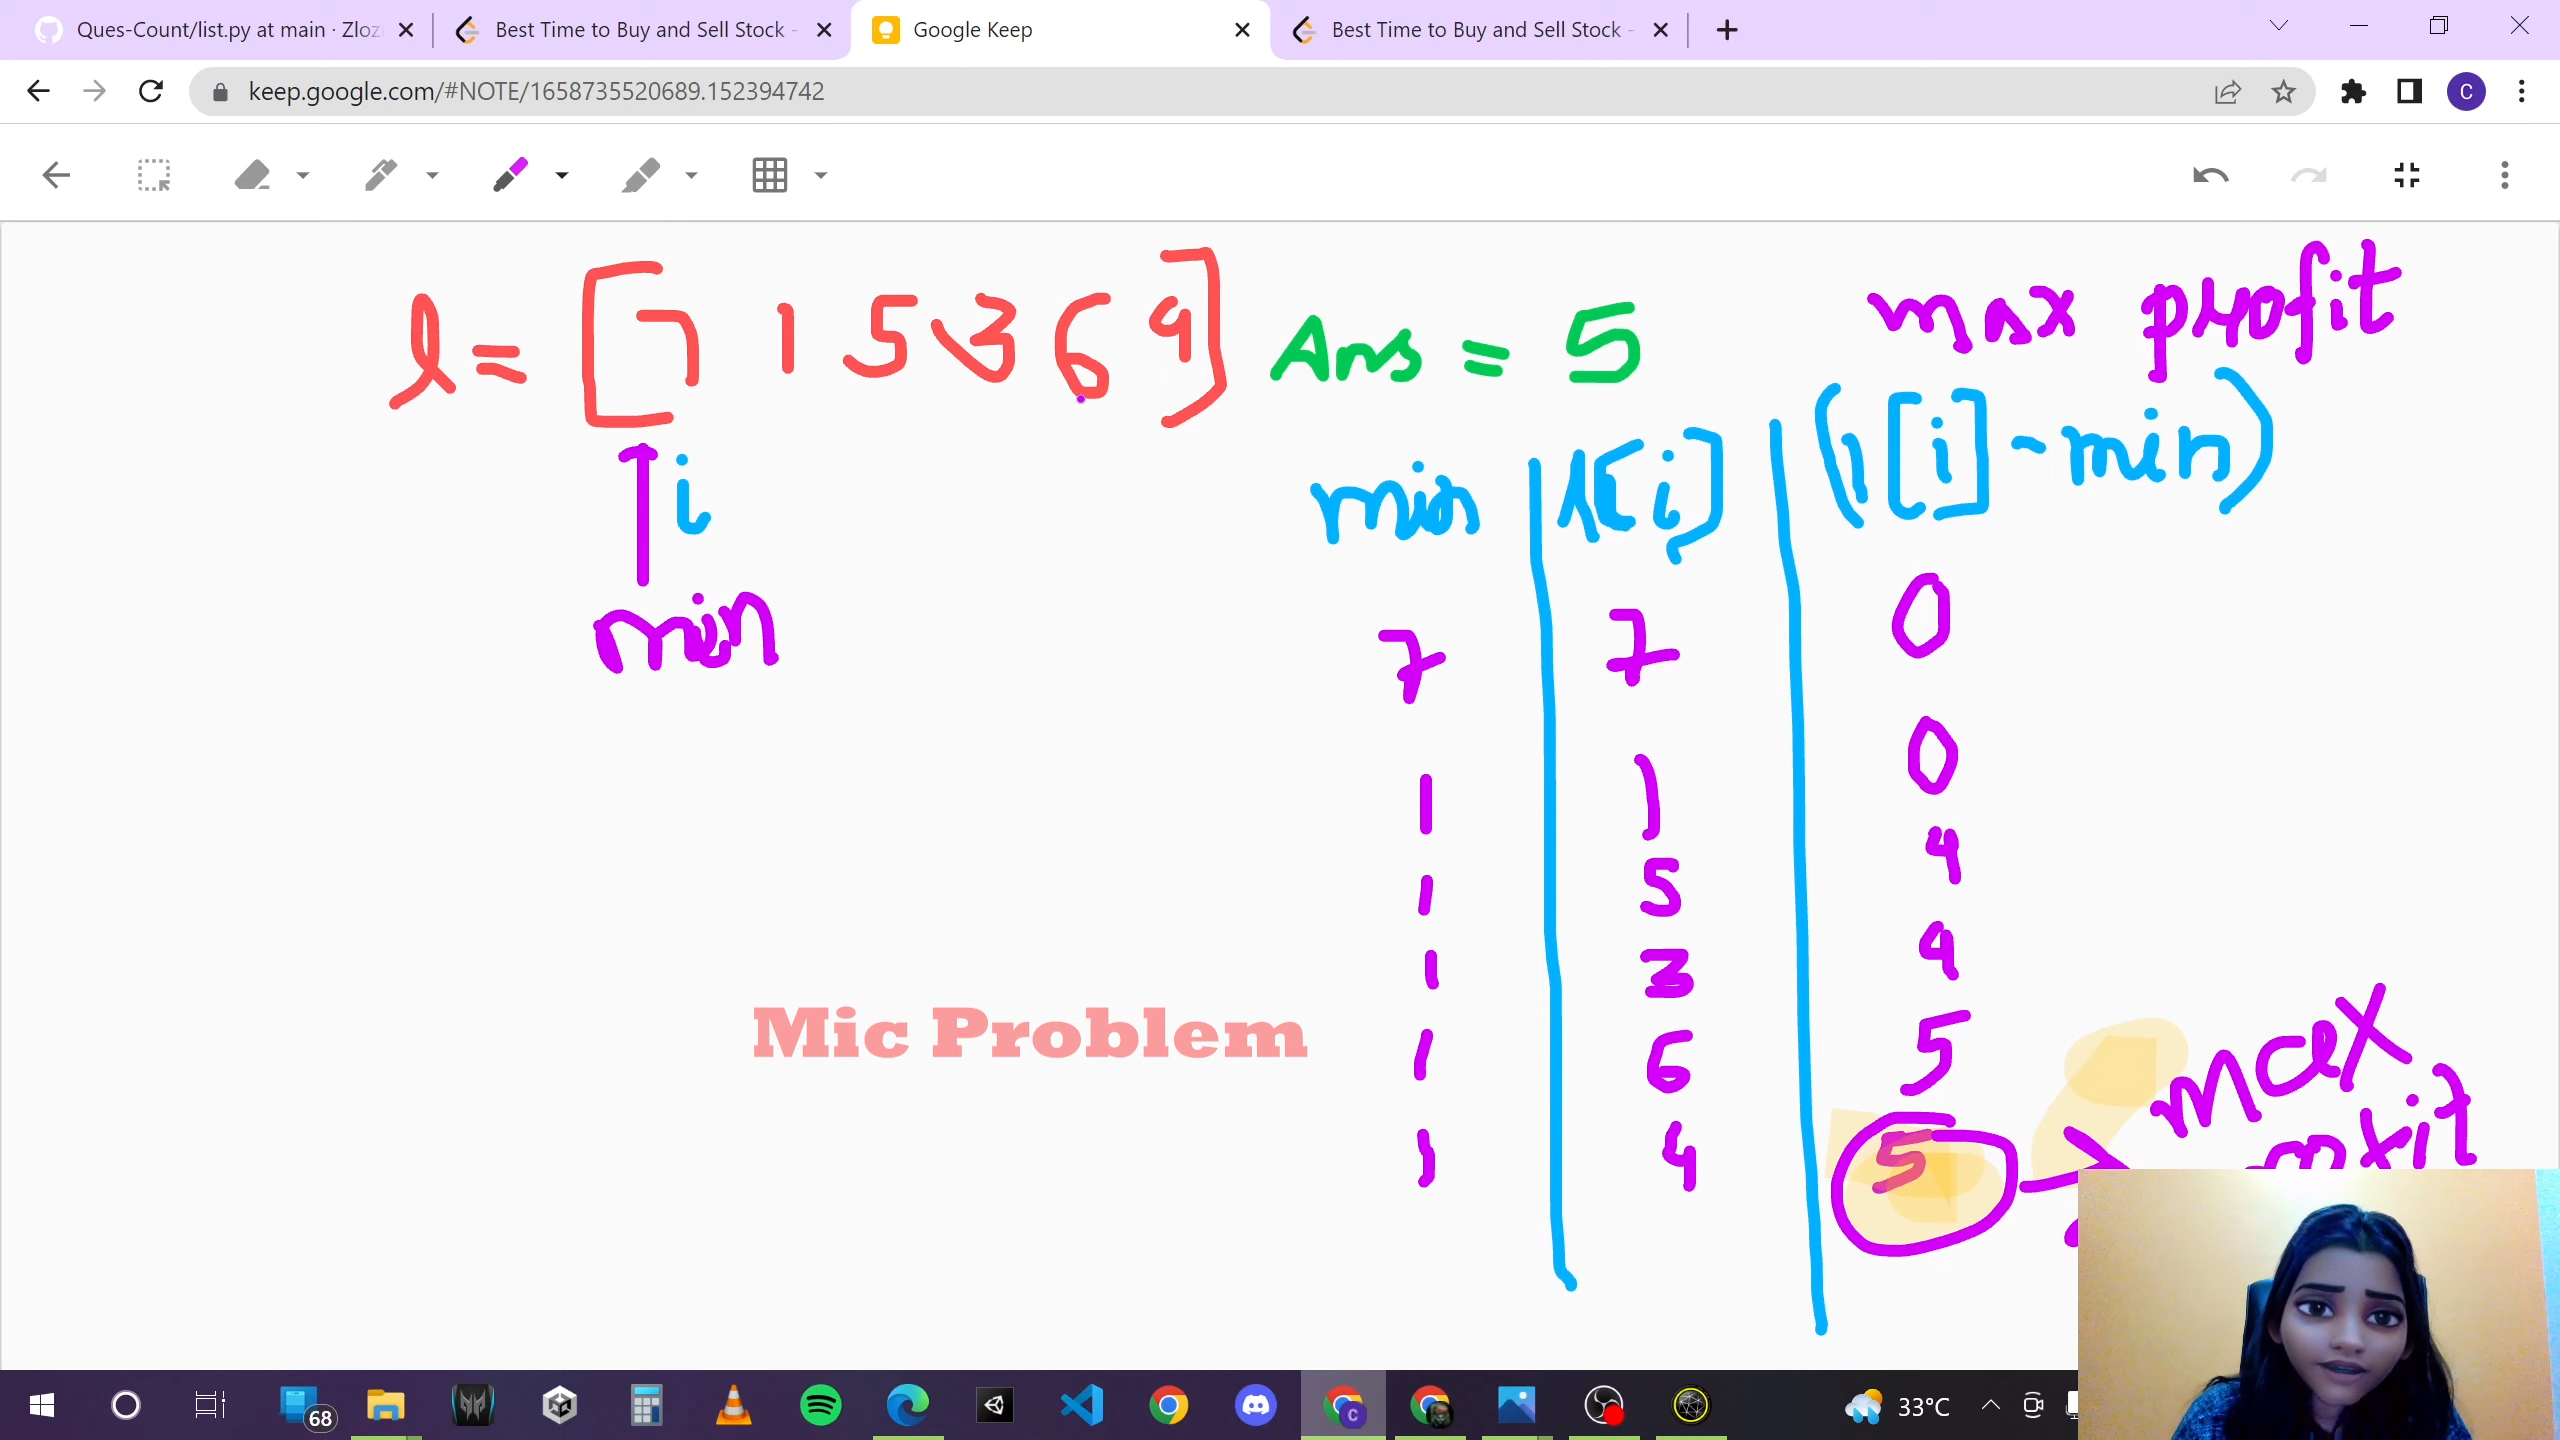 Ques-Count/list.py at main · Zloz
Best Time to Buy and Sell Stock -
Google Keep
Best Time to Buy and Sell Stock -
keep.google.com/#NOTE/1658735520689.152394742
C
l = [7 1 5 3 6 4] Ans = 5
max profit
i
min
min | l[i] | (l[i] - min)
7 7 0
1 1 0
1 5 4
1 3 4
1 6 5
1 4 5
max
Mic Problem
68
C
33°C